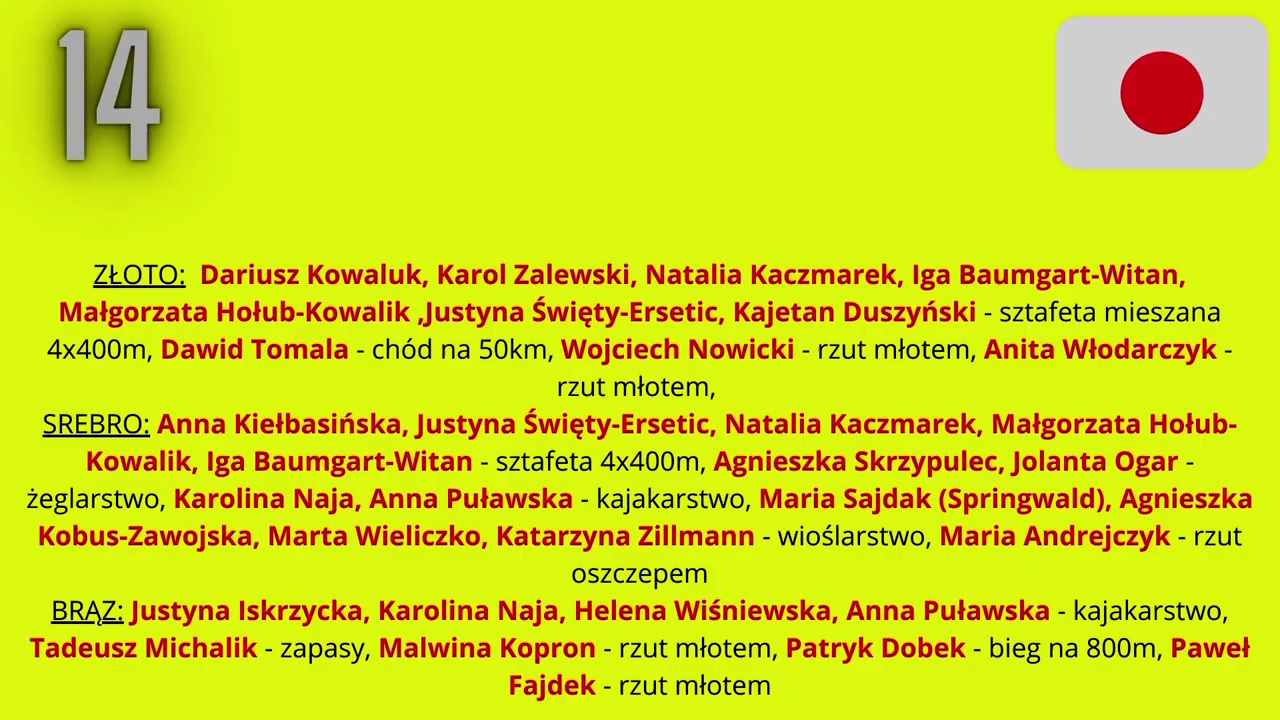 14
ZŁOTO: Dariusz Kowaluk, Karol Zalewski, Natalia Kaczmarek, Iga Baumgart-Witan,
Małgorzata Hołub-Kowalik ,Justyna Święty-Ersetic, Kajetan Duszyński - sztafeta mieszana
4x400m, Dawid Tomala - chód na 50km, Wojciech Nowicki - rzut młotem, Anita Włodarczyk -
rzut młotem,
SREBRO: Anna Kiełbasińska, Justyna Święty-Ersetic, Natalia Kaczmarek, Małgorzata Hołub-
Kowalik, Iga Baumgart-Witan - sztafeta 4x400m, Agnieszka Skrzypulec, Jolanta Ogar -
żeglarstwo, Karolina Naja, Anna Puławska - kajakarstwo, Maria Sajdak (Springwald), Agnieszka
Kobus-Zawojska, Marta Wieliczko, Katarzyna Zillmann - wioślarstwo, Maria Andrejczyk - rzut
oszczepem
BRĄZ: Justyna Iskrzycka, Karolina Naja, Helena Wiśniewska, Anna Puławska - kajakarstwo,
Tadeusz Michalik - zapasy, Malwina Kopron - rzut młotem, Patryk Dobek - bieg na 800m, Paweł
Fajdek - rzut młotem